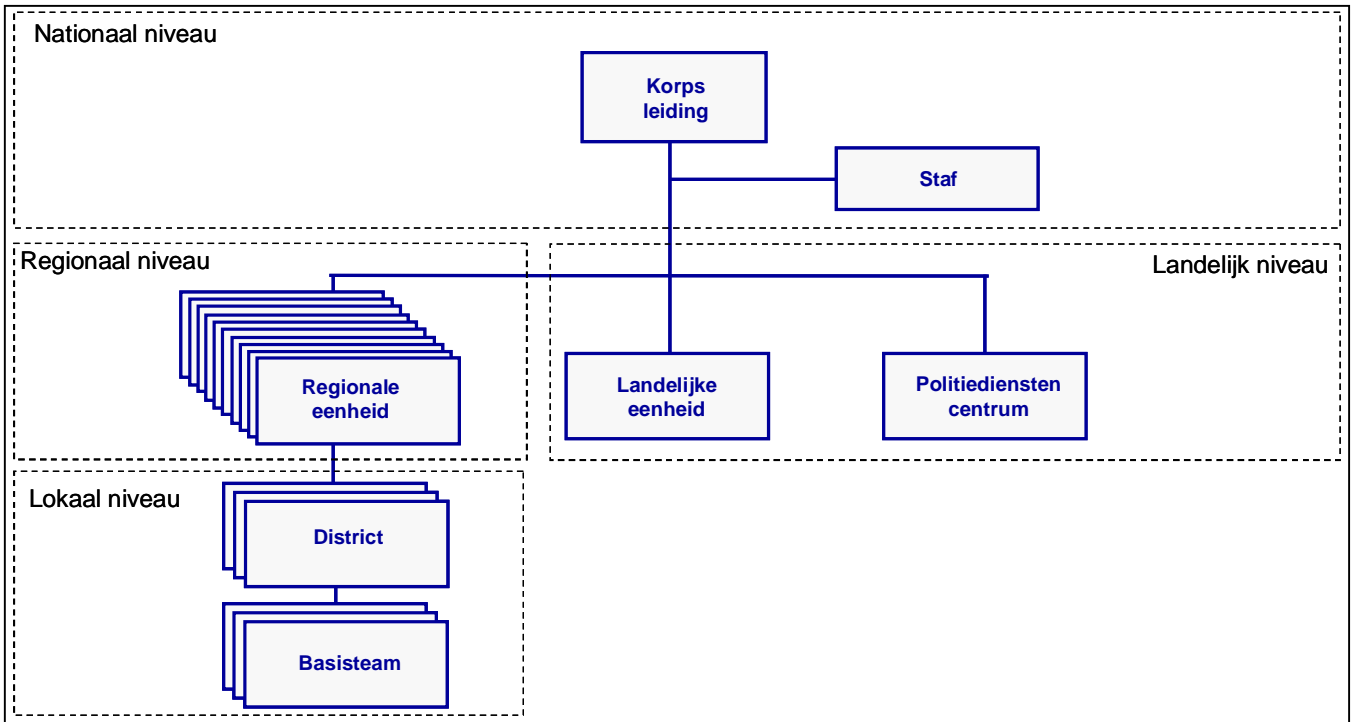 Nationaal niveau
Korps
leiding
Staf
Regionaal niveau
Landelijk niveau
Regionale
eenheid
Landelijke
eenheid
Politiediensten
centrum
Lokaal niveau
District
Basisteam